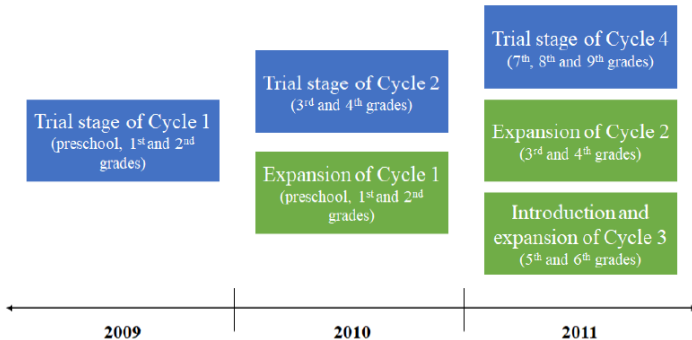 Trial stage of Cycle 1
(preschool, 1st and 2nd
grades)
Trial stage of Cycle 2
(3rd and 4th grades)
Expansion of Cycle 1
(preschool, 1st and 2nd
grades)
Trial stage of Cycle 4
(7th, 8th and 9th grades)
Expansion of Cycle 2
(3rd and 4th grades)
Introduction and
expansion of Cycle 3
(5th and 6th grades)
2009
2010
2011